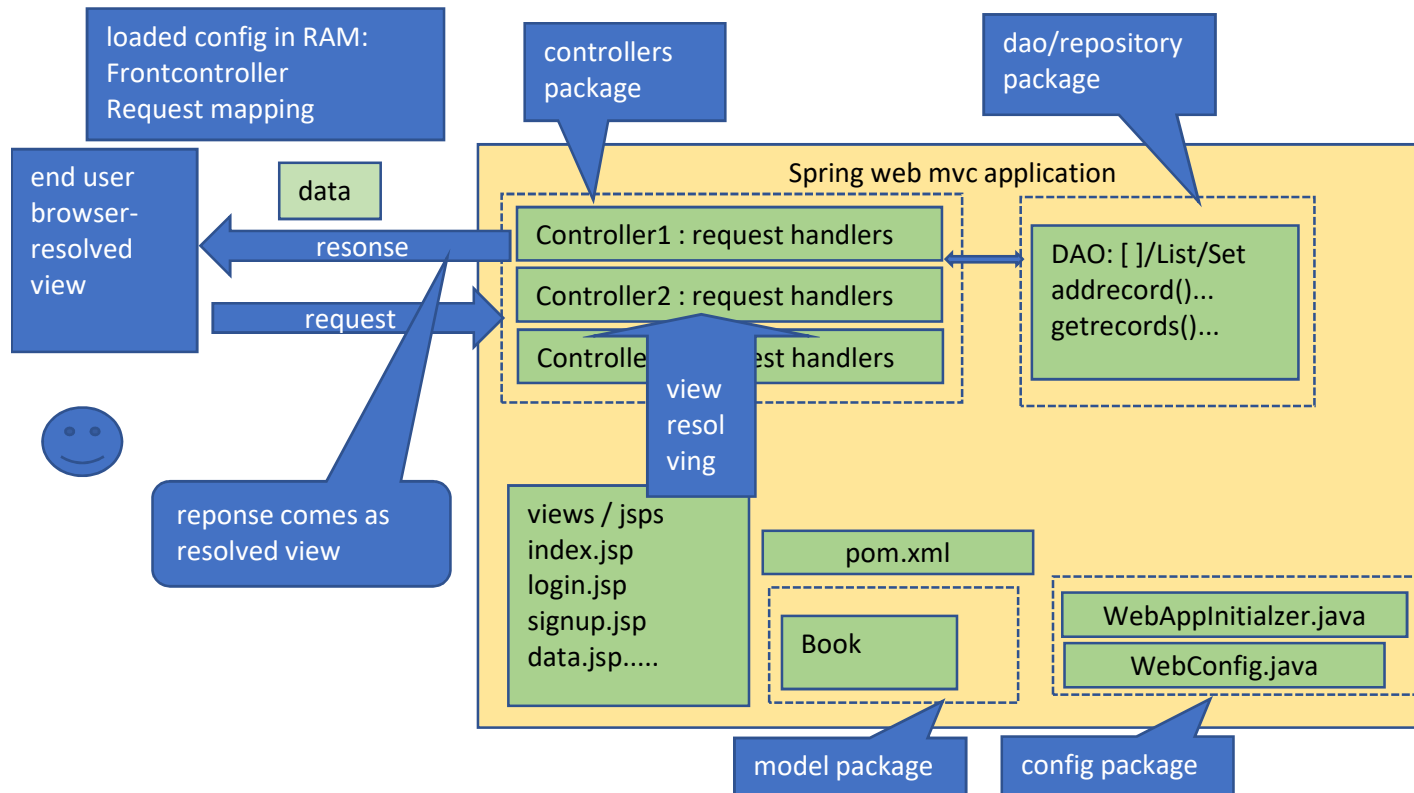 loaded config in RAM:
Frontcontroller
Request mapping
controllers
package
dao/repository
package
end user
browser-
resolved
view
data
resonse
request
Spring web mvc application
Controller1 : request handlers
Controller2 : request handlers
Controlle est handlers
DAO: [ ]/List/Set
addrecord()...
getrecords()...
view
resol
ving
reponse comes as
resolved view
views / jsps
index.jsp
login.jsp
signup.jsp
data.jsp.....
pom.xml
Book
WebAppInitialzer.java
WebConfig.java
model package
config package